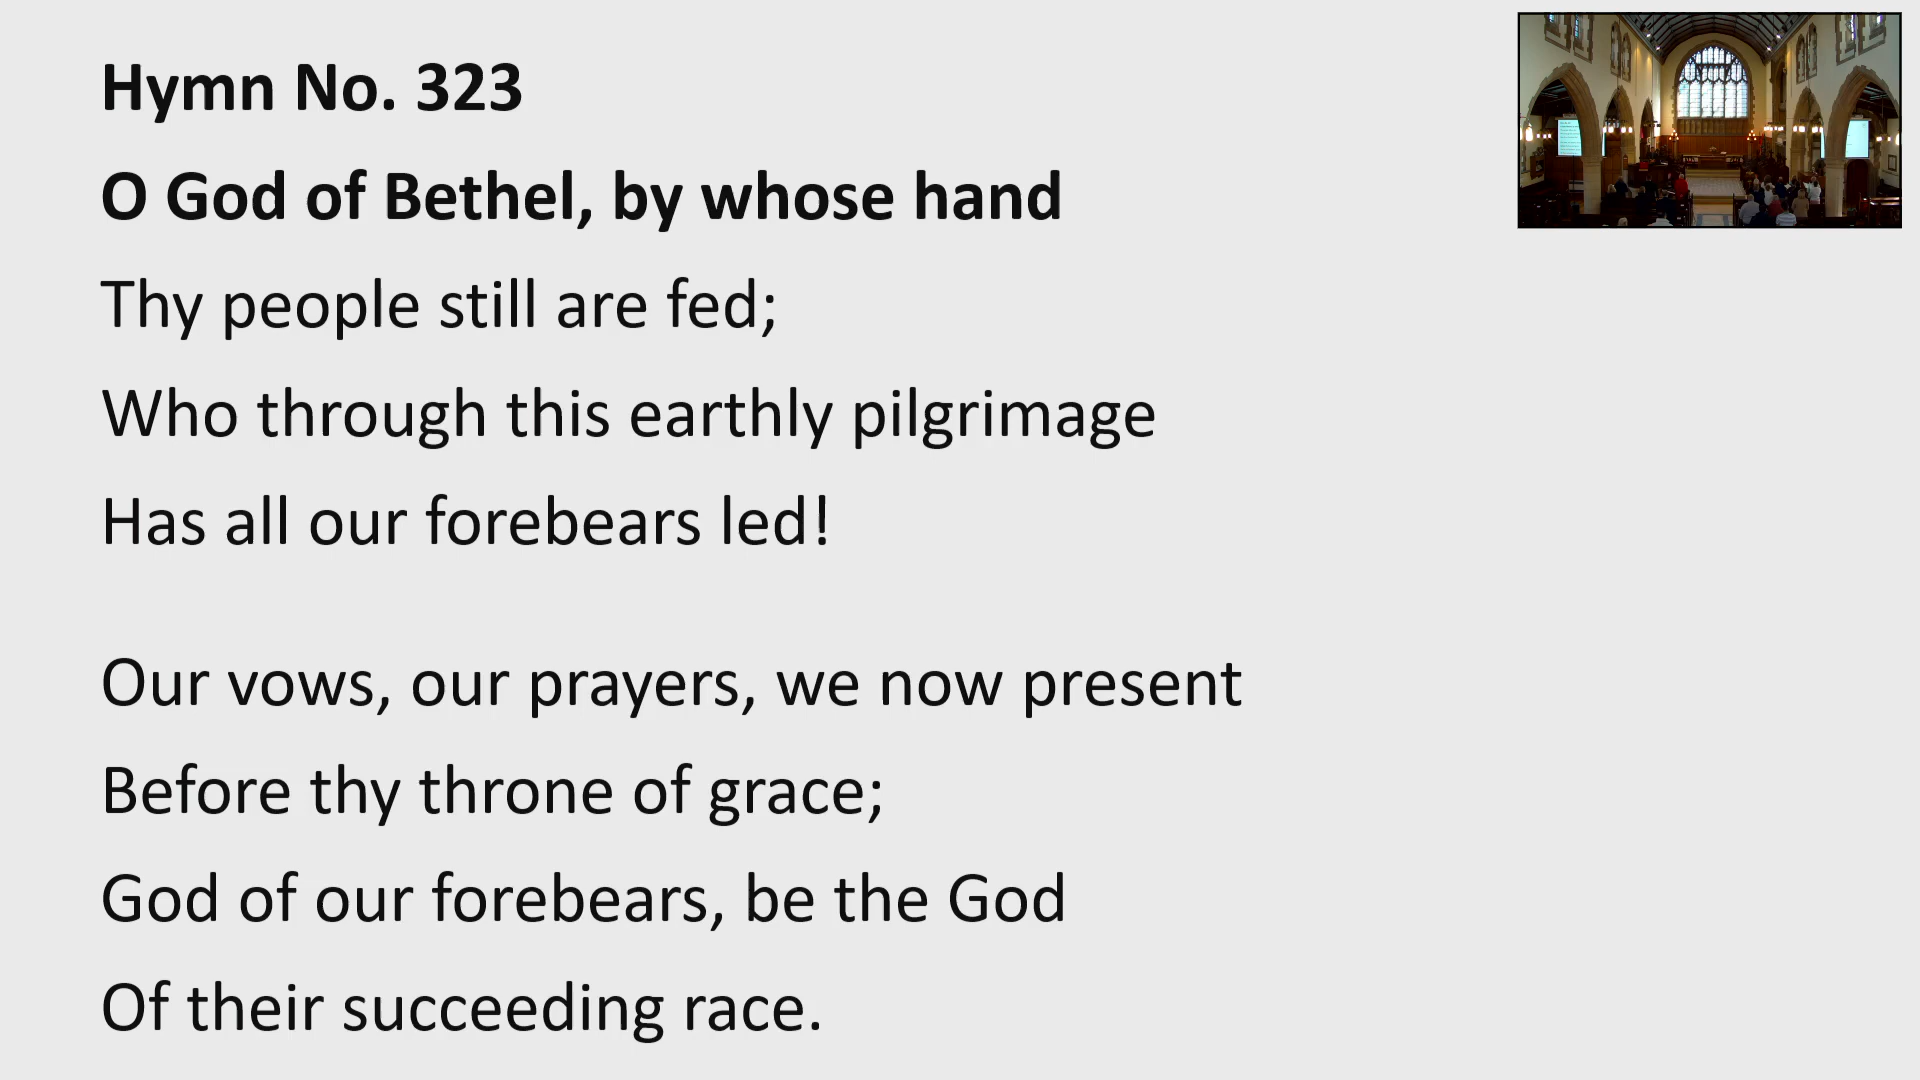 Hymn No. 323
O God of Bethel, by whose hand
Thy people still are fed;
Who through this earthly pilgrimage
Has all our forebears led!
Our vows, our prayers, we now present
Before thy throne of grace;
God of our forebears, be the God
Of their succeeding race.